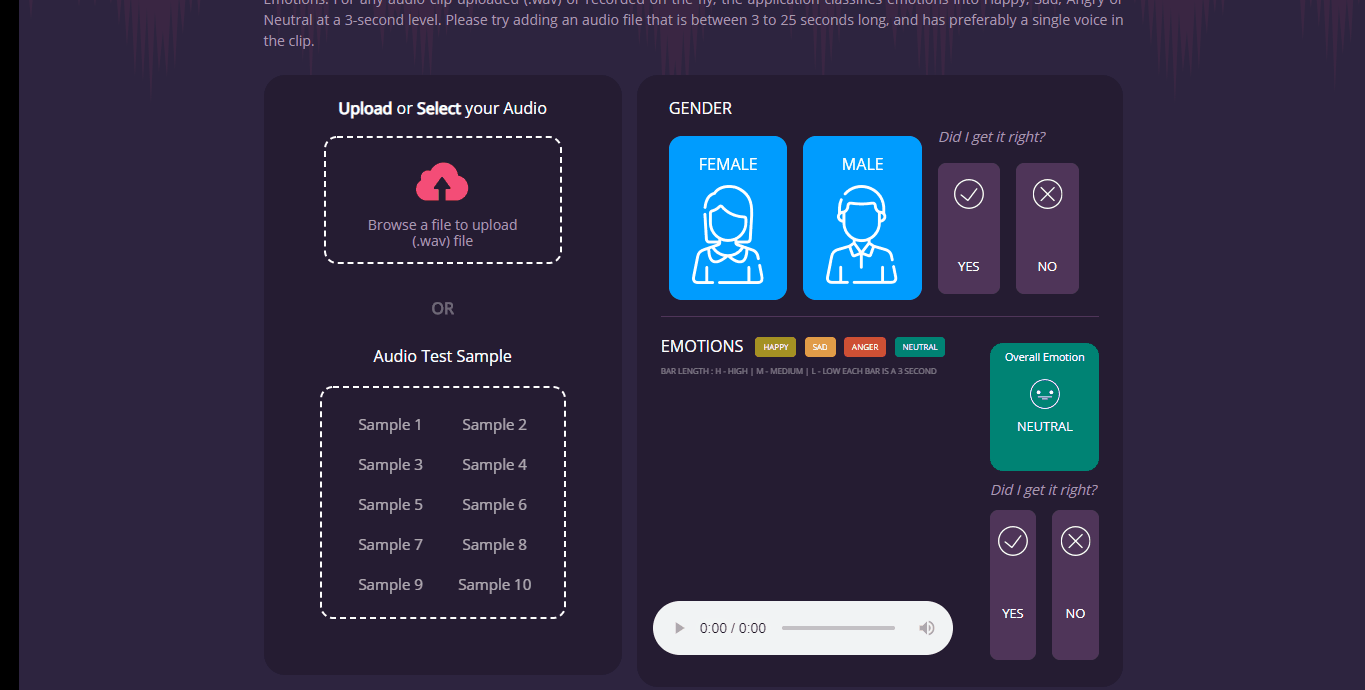 Emotions. For any audio clip uploaded (.wav) or recorded on the fly, the application classifies emotions into Happy, Sad, Angry or
Neutral at a 3-second level. Please try adding an audio file that is between 3 to 25 seconds long, and has preferably a single voice in
the clip.
Upload or Select your Audio
Browse a file to upload
(.wav) file
OR
Audio Test Sample
Sample 1 Sample 2
Sample 3 Sample 4
Sample 5 Sample 6
Sample 7 Sample 8
Sample 9 Sample 10
GENDER
FEMALE MALE
Did I get it right?
YES NO
EMOTIONS HAPPY SAD ANGER NEUTRAL
BAR LENGTH : H - HIGH | M - MEDIUM | L - LOW EACH BAR IS A 3 SECOND
Overall Emotion
NEUTRAL
Did I get it right?
YES NO
0:00 / 0:00